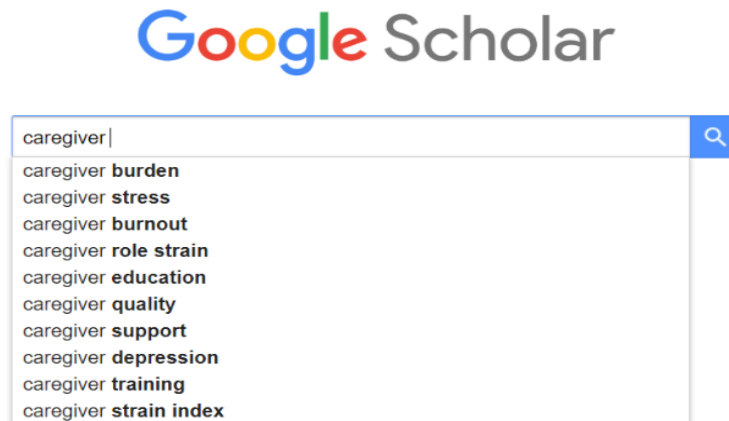 Google Scholar
caregiver
caregiver burden
caregiver stress
caregiver burnout
caregiver role strain
caregiver education
caregiver quality
caregiver support
caregiver depression
caregiver training
caregiver strain index